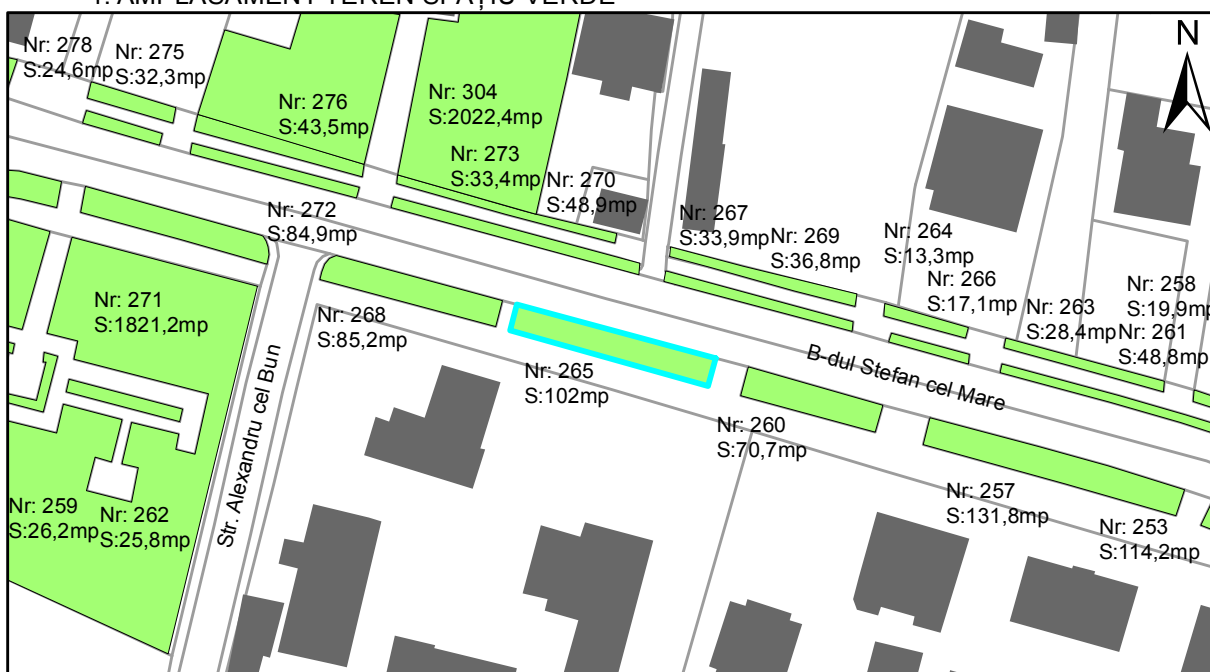 1. AMPLASAMENT TEREN SPAȚIU VERDE
N
Nr: 278
S:24,6mp
Nr: 275
S:32,3mp
Nr: 276
S:43,5mp
Nr: 304
S:2022,4mp
Nr: 273
S:33,4mp
Nr: 270
S:48,9mp
Nr: 272
S:84,9mp
Nr: 267
S:33,9mp
Nr: 269
S:36,8mp
Nr: 264
S:13,3mp
Nr: 266
S:17,1mp
Nr: 263
S:28,4mp
Nr: 258
S:19,9mp
Nr: 261
S:48,8mp
Nr: 271
S:1821,2mp
Nr: 268
S:85,2mp
Nr: 265
S:102mp
B-dul Stefan cel Mare
Nr: 260
S:70,7mp
Str. Alexandru cel Bun
Nr: 259
S:26,2mp
Nr: 262
S:25,8mp
Nr: 257
S:131,8mp
Nr: 253
S:114,2mp